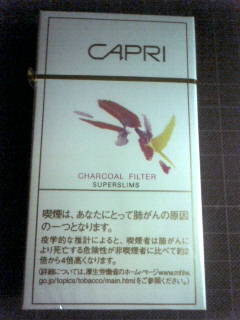 CAPRI
CHARCOAL FILTER
SUPERSLIMS
喫煙は、あなたにとって肺がんの原因
の一つとなります。
疫学的な推計によると、喫煙者は肺がんに
より死亡する危険性が非喫煙者に比べて約2
倍から4倍高くなります。
(詳細については、厚生労働省のホームページwww.mhlw.
go.jp/topics/tobacco/main.htmlをご参照ください。)